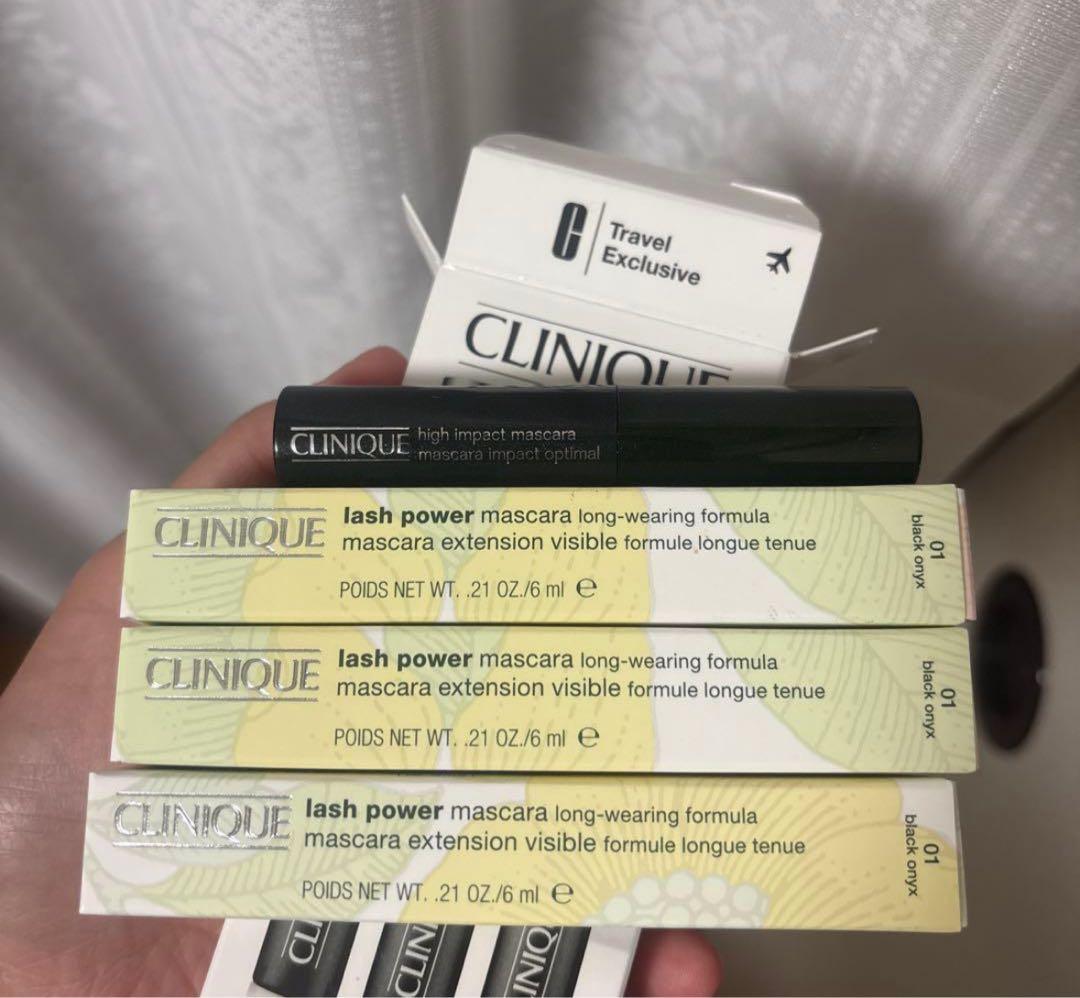 C
Travel
Exclusive
CLINIQUE
CLINIQUE
high impact mascara
mascara impact optimal
CLINIQUE
lash power mascara long-wearing formula
mascara extension visible formule longue tenue
POIDS NET WT. .21 OZ./6 ml ℮
01
black onyx
CLINIQUE
lash power mascara long-wearing formula
mascara extension visible formule longue tenue
POIDS NET WT. .21 OZ./6 ml ℮
01
black onyx
CLINIQUE
lash power mascara long-wearing formula
mascara extension visible formule longue tenue
POIDS NET WT. .21 OZ./6 ml ℮
01
black onyx
CLI
CLIN
INIQ